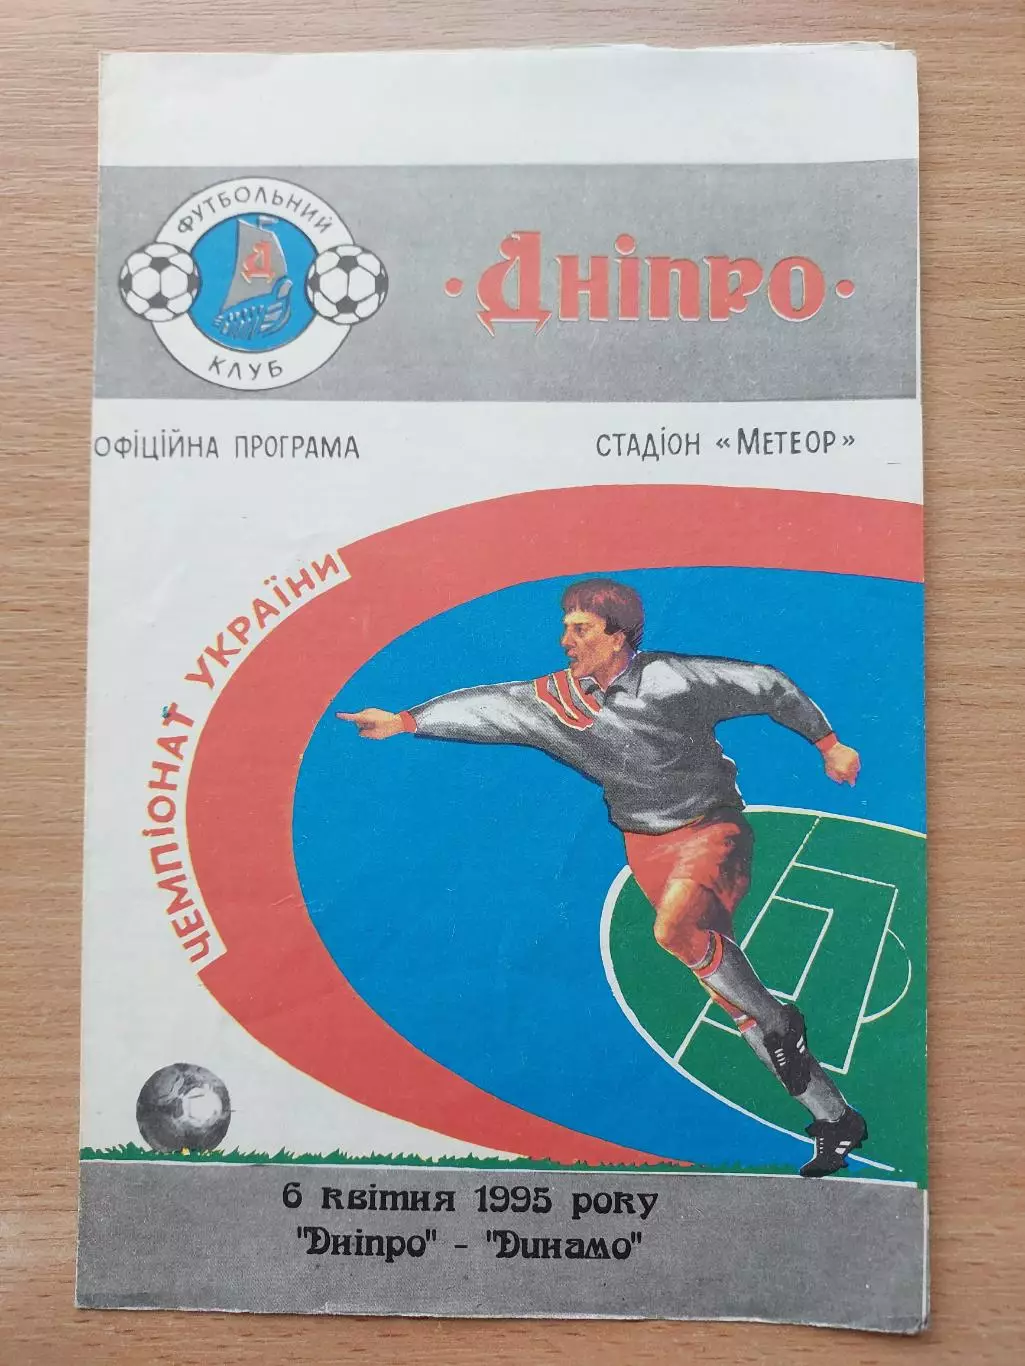 ФУТБОЛЬНИЙ
Д
КЛУБ
·Дніпро·
ОФІЦІЙНА ПРОГРАМА
СТАДІОН «МЕТЕОР»
ЧЕМПІОНАТ УКРАЇНИ
6 квітня 1995 року
"Дніпро" - "Динамо"